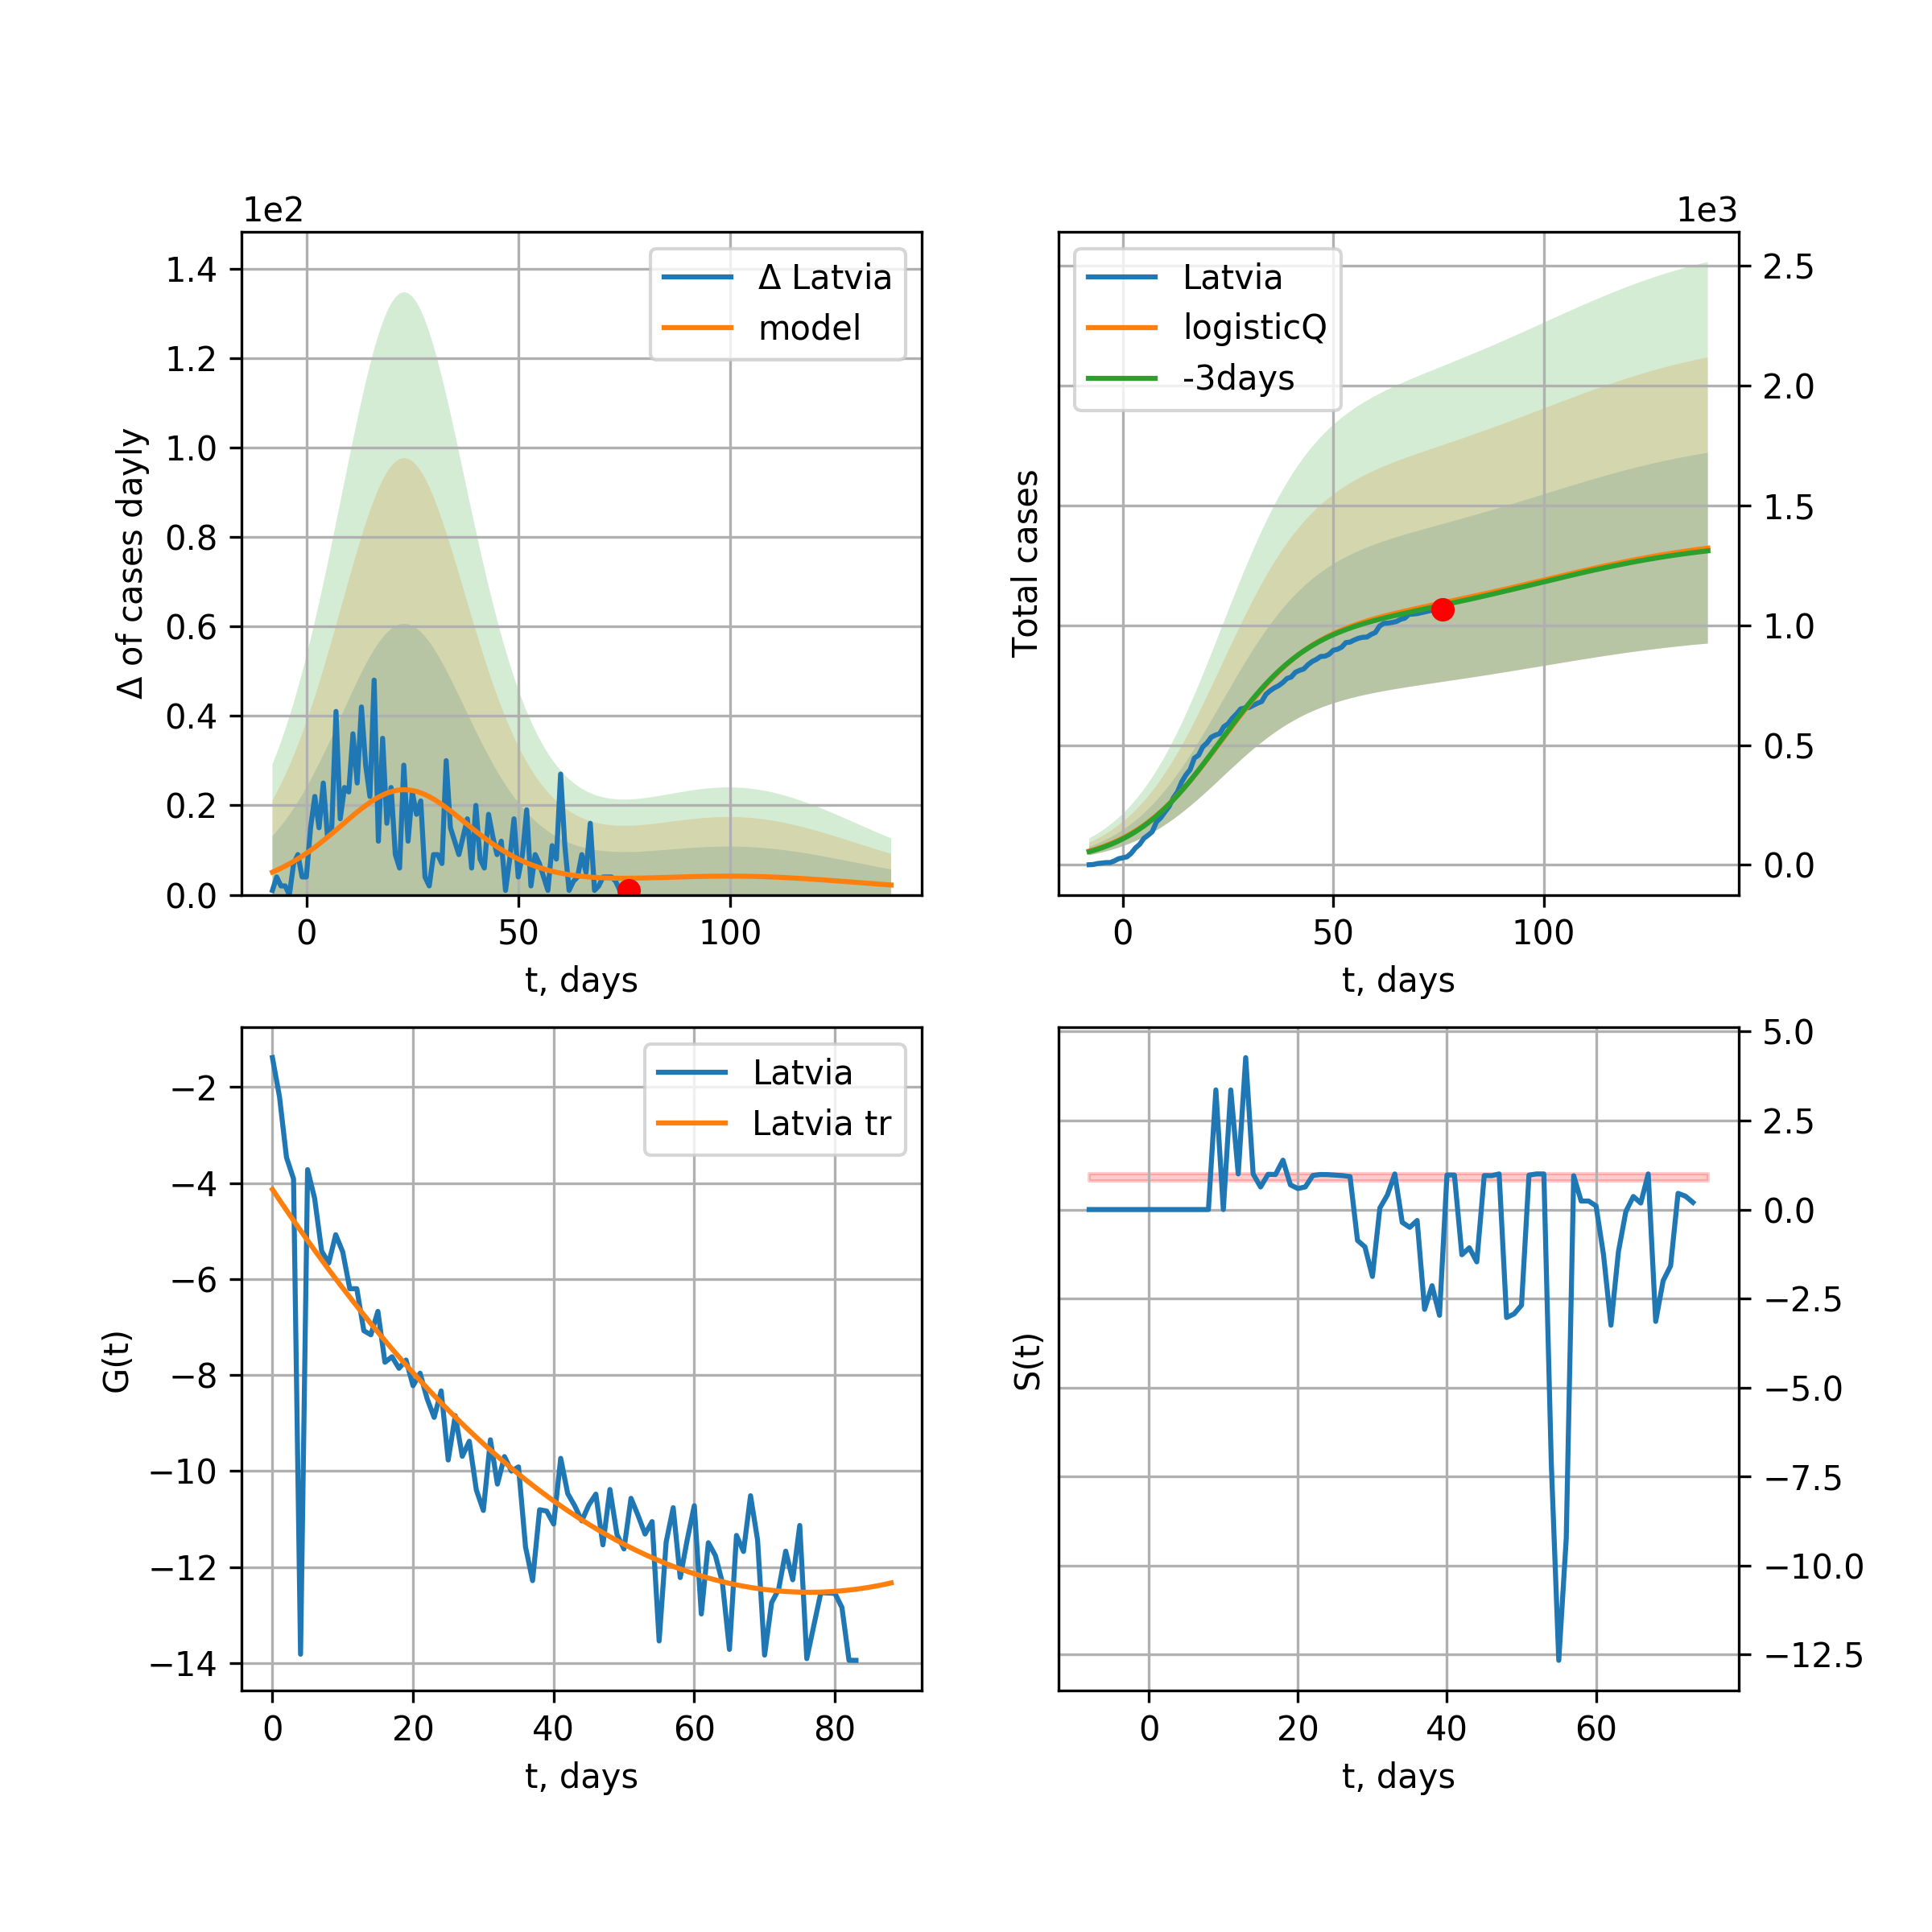 1e2
1.4
1.2
1.0
0.8
0.6
0.4
0.2
0.0
Δ of cases dayly
0 50 100
t, days
Δ Latvia
model
1e3
2.5
2.0
1.5
1.0
0.5
0.0
Total cases
0 50 100
t, days
Latvia
logisticQ
-3days
−2
−4
−6
−8
−10
−12
−14
G(t)
0 20 40 60 80
t, days
Latvia
Latvia tr
5.0
2.5
0.0
−2.5
−5.0
−7.5
−10.0
−12.5
S(t)
0 20 40 60
t, days